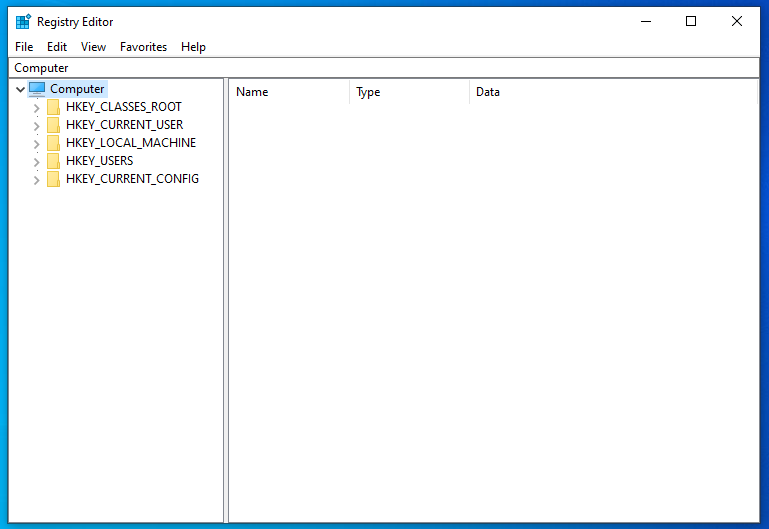 Registry Editor
File Edit View Favorites Help
Computer
Computer
HKEY_CLASSES_ROOT
HKEY_CURRENT_USER
HKEY_LOCAL_MACHINE
HKEY_USERS
HKEY_CURRENT_CONFIG
Name Type Data